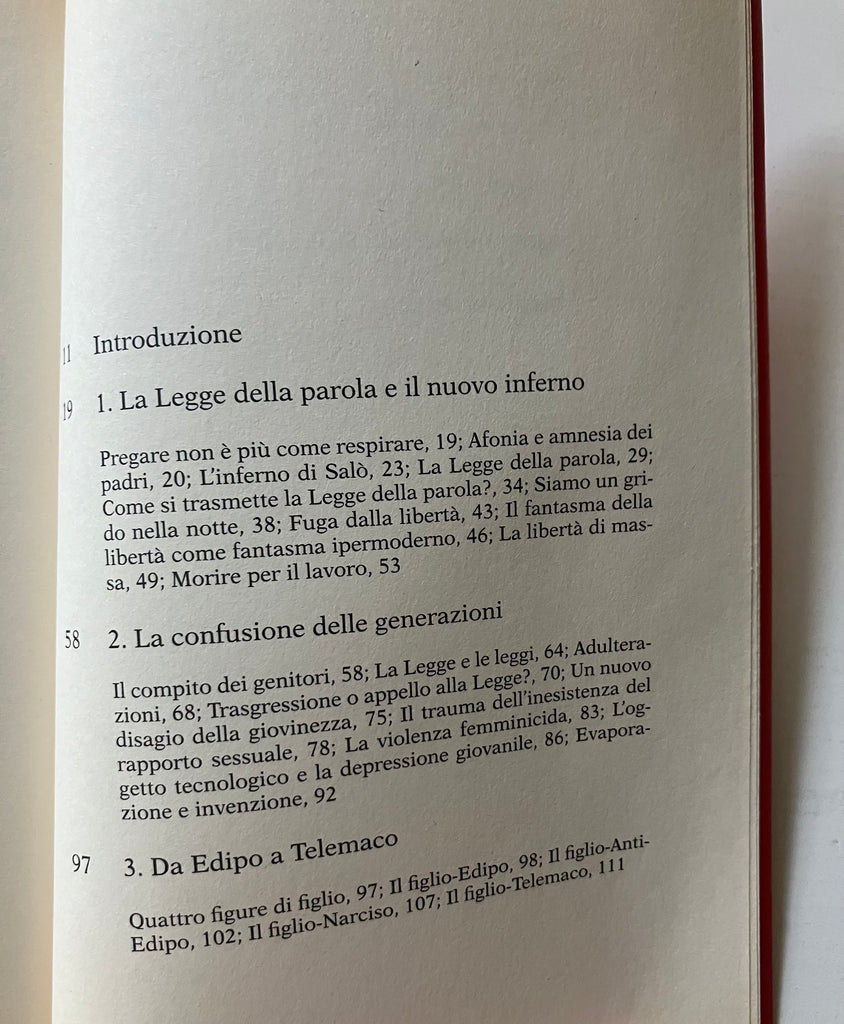 11 Introduzione
19 1. La Legge della parola e il nuovo inferno
Pregare non è più come respirare, 19; Afonia e amnesia dei
padri, 20; L'inferno di Salò, 23; La Legge della parola, 29;
Come si trasmette la Legge della parola?, 34; Siamo un gri-
do nella notte, 38; Fuga dalla libertà, 43; Il fantasma della
libertà come fantasma ipermoderno, 46; La libertà di mas-
sa, 49; Morire per il lavoro, 53
58 2. La confusione delle generazioni
Il compito dei genitori, 58; La Legge e le leggi, 64; Adultera-
zioni, 68; Trasgressione o appello alla Legge?, 70; Un nuovo
disagio della giovinezza, 75; Il trauma dell'inesistenza del
rapporto sessuale, 78; La violenza femminicida, 83; L'og-
getto tecnologico e la depressione giovanile, 86; Evapora-
zione e invenzione, 92
97 3. Da Edipo a Telemaco
Quattro figure di figlio, 97; Il figlio-Edipo, 98; Il figlio-Anti-
Edipo, 102; Il figlio-Narciso, 107; Il figlio-Telemaco, 111